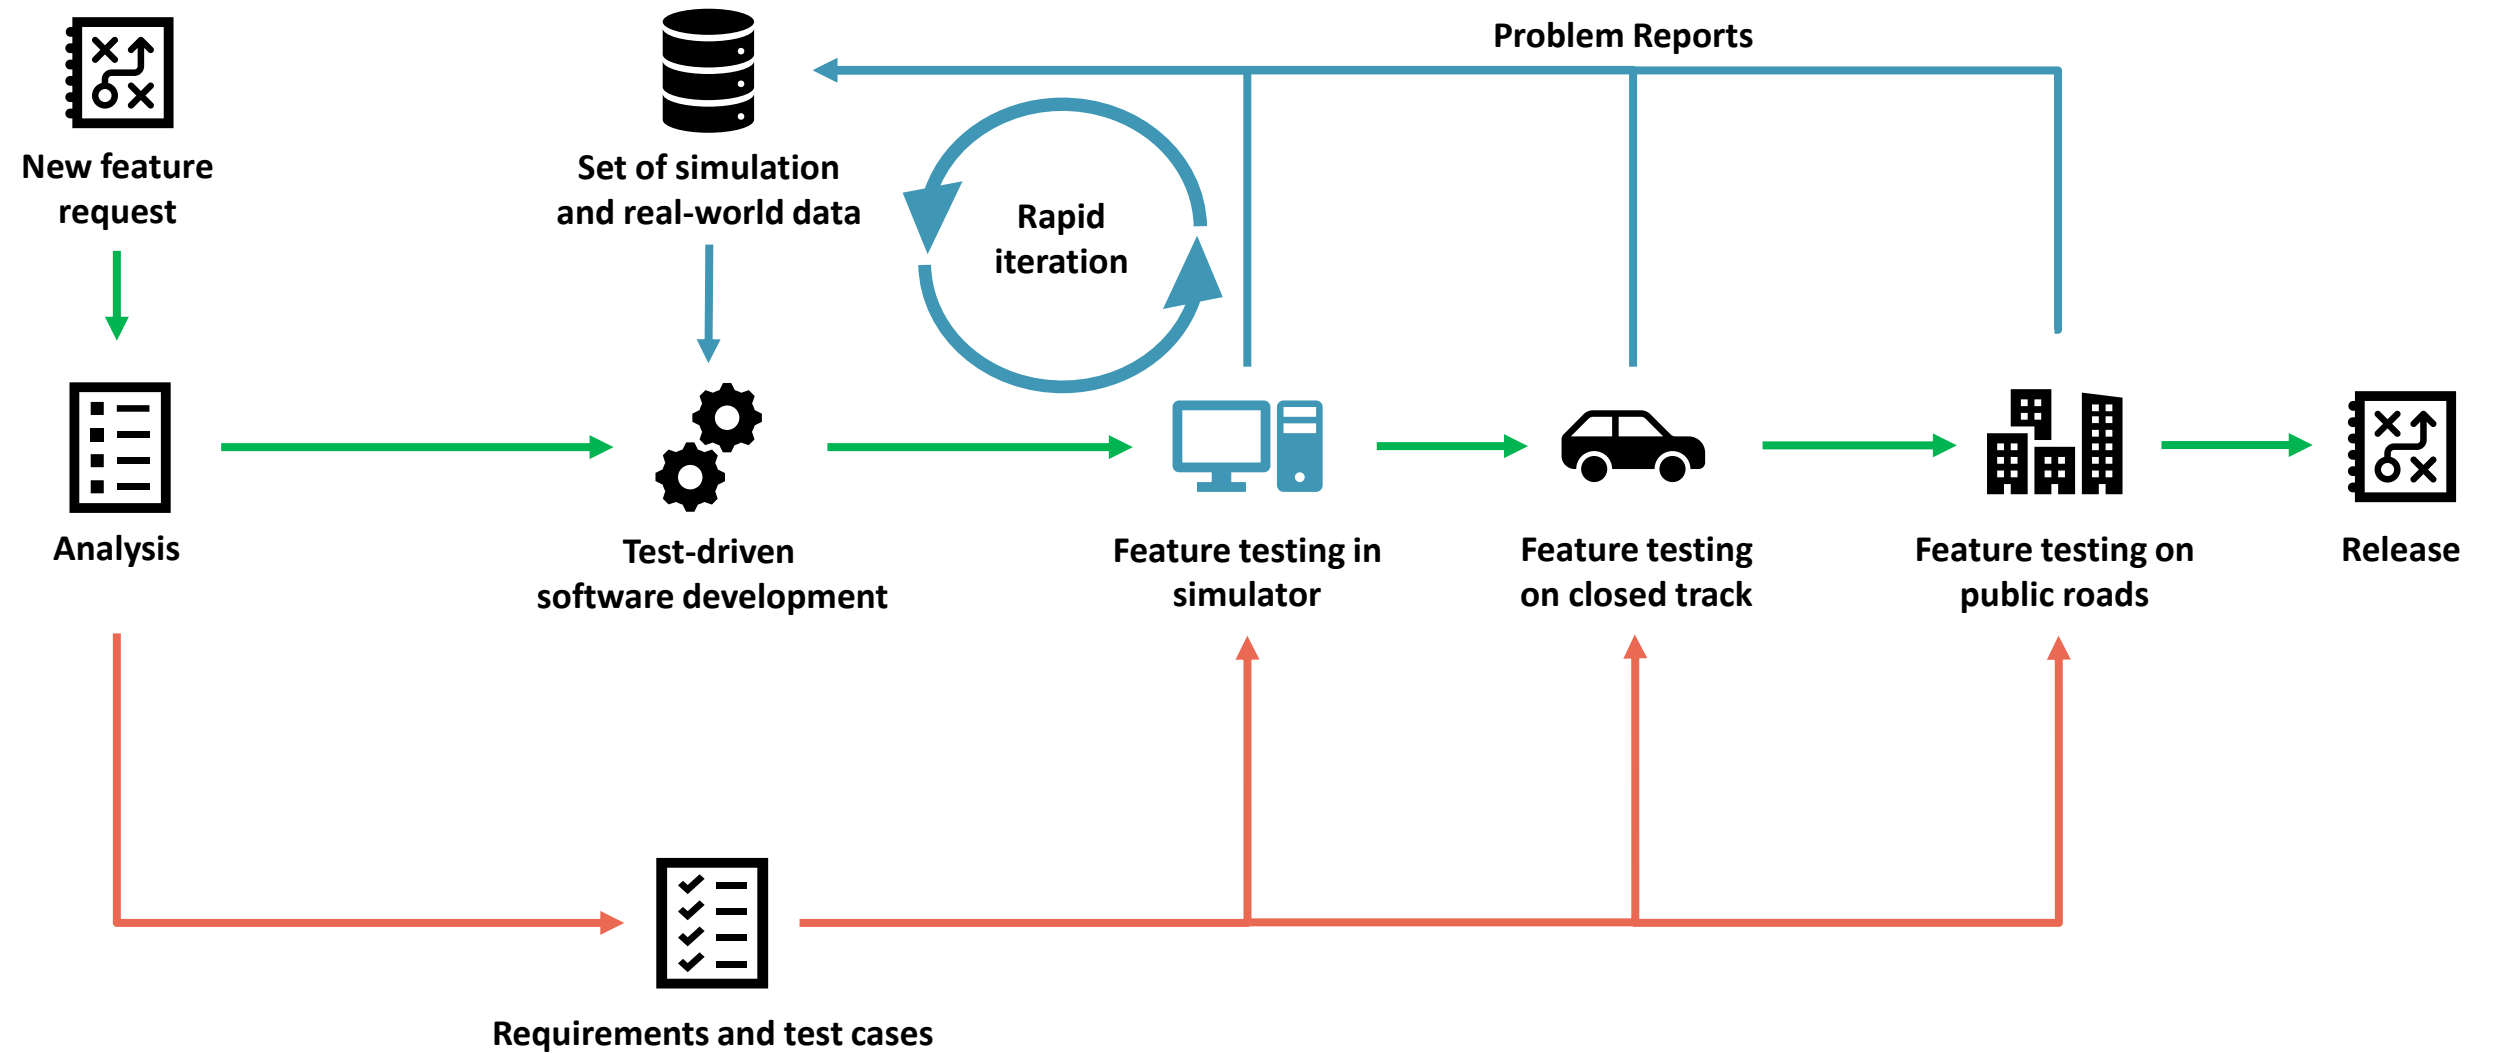 Problem Reports
New feature
request
Set of simulation
and real-world data
Rapid
iteration
Analysis
Test-driven
software development
Feature testing in
simulator
Feature testing
on closed track
Feature testing on
public roads
Release
Requirements and test cases